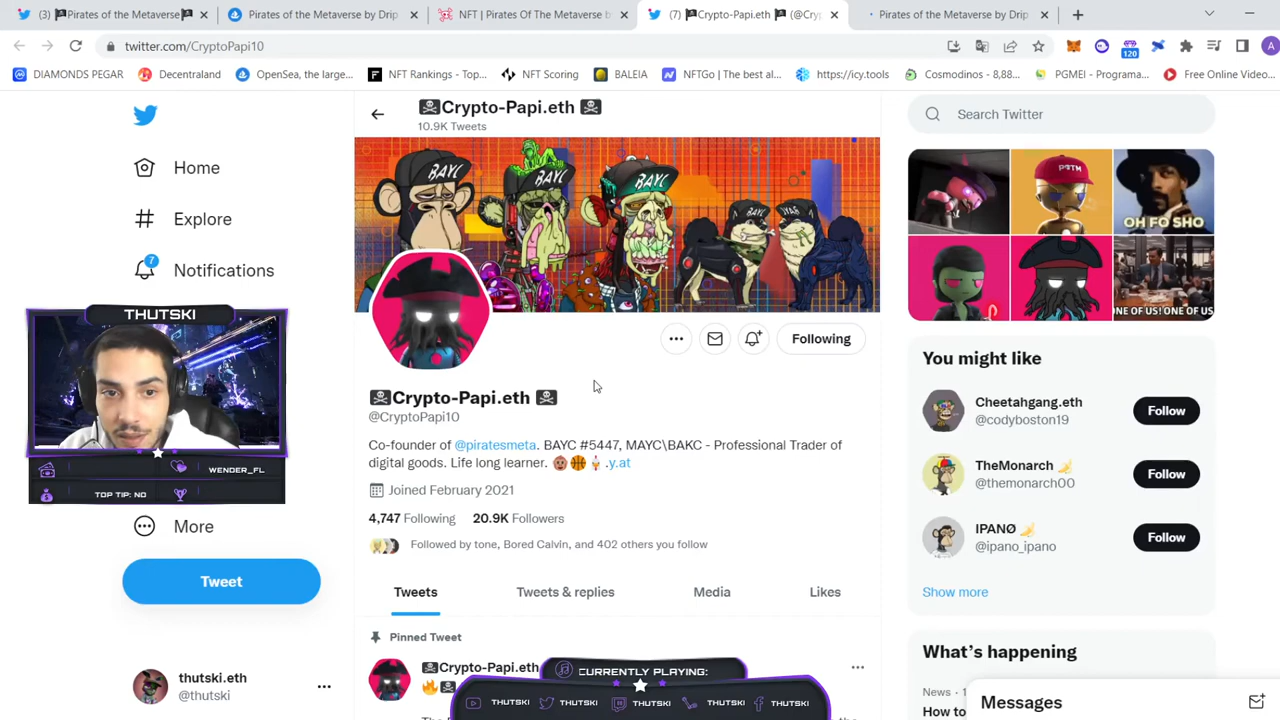 (3) 🏴Pirates of the Metaverse🏴
Pirates of the Metaverse by Drip
NFT | Pirates Of The Metaverse by
(7) 🏴Crypto-Papi.eth 🏴 (@Cry
Pirates of the Metaverse by Drip
twitter.com/CryptoPapi10
120
A
DIAMONDS PEGAR
Decentraland
OpenSea, the large...
NFT Rankings - Top...
NFT Scoring
BALEIA
NFTGo | The best al...
https://icy.tools
Cosmodinos - 8,88...
PGMEI - Programa...
Free Online Video...
Home
Explore
7
Notifications
More
Tweet
thutski.eth
@thutski
THUTSKI
WENDER_FL
TOP TIP: NO
Crypto-Papi.eth
10.9K Tweets
BAYC
BAYC
BAYC
Following
Crypto-Papi.eth
@CryptoPapi10
Co-founder of @piratesmeta. BAYC #5447, MAYC\BAKC - Professional Trader of
digital goods. Life long learner. .y.at
Joined February 2021
4,747 Following 20.9K Followers
Followed by tone, Bored Calvin, and 402 others you follow
Tweets
Tweets & replies
Media
Likes
Pinned Tweet
Crypto-Papi.eth
CURRENTLY PLAYING:
THUTSKI
THUTSKI
THUTSKI
THUTSKI
THUTSKI
Search Twitter
POTM
OH FO SHO
ONE OF US! ONE OF US
You might like
Cheetahgang.eth
@codyboston19
Follow
TheMonarch
@themonarch00
Follow
IPANØ
@ipano_ipano
Follow
Show more
What's happening
News
How to
Messages